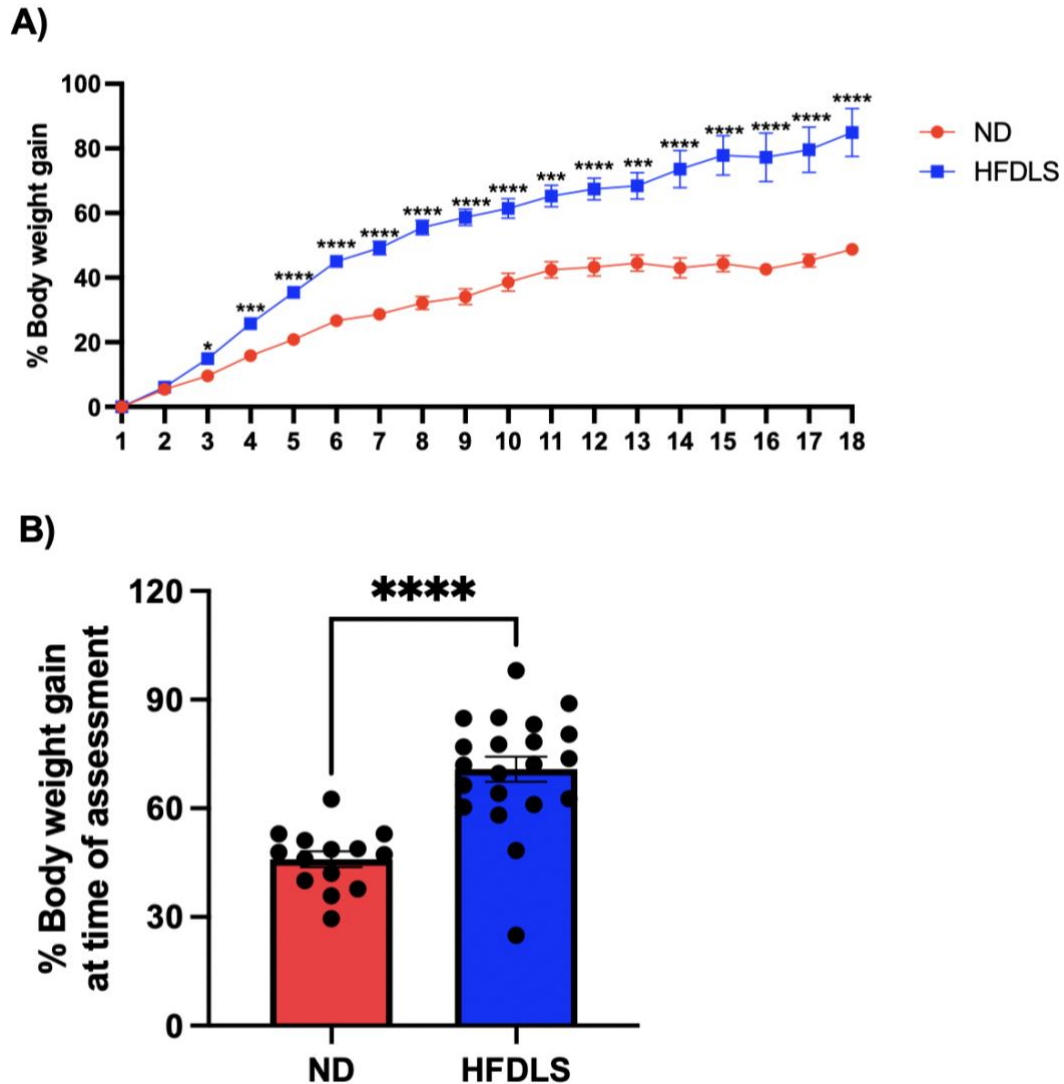 A)
100
80
60
40
20
0
% Body weight gain
* *** **** **** **** **** **** **** *** **** *** **** **** **** **** ****
1 2 3 4 5 6 7 8 9 10 11 12 13 14 15 16 17 18
ND
HFDLS
B)
120
90
60
30
0
% Body weight gain
at time of assessment
****
ND HFDLS